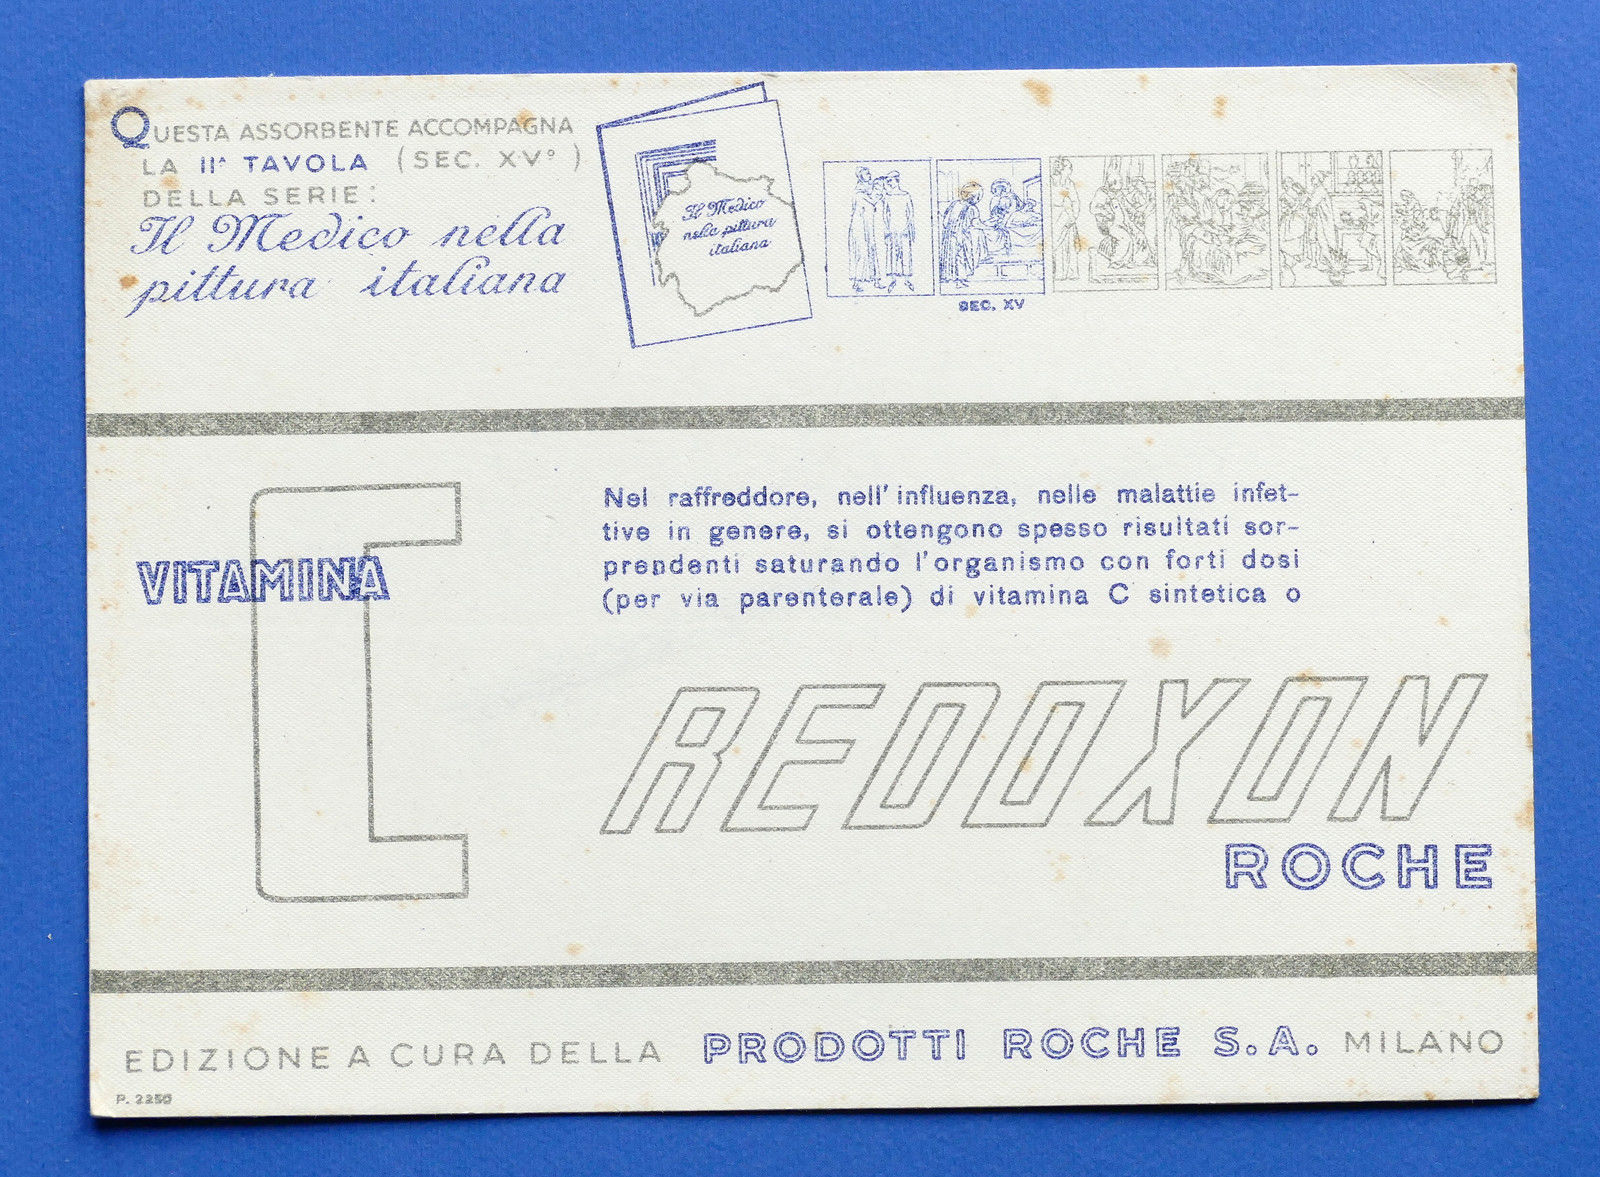 QUESTA ASSORBENTE ACCOMPAGNA
LA IIª TAVOLA (SEC. XV°)
DELLA SERIE:
Il Medico nella
pittura italiana
Il Medico
nella pittura
italiana
SEC. XV
VITAMINA
C
Nel raffreddore, nell'influenza, nelle malattie infet-
tive in genere, si ottengono spesso risultati sor-
prendenti saturando l'organismo con forti dosi
(per via parenterale) di vitamina C sintetica o
REDOXON
ROCHE
EDIZIONE A CURA DELLA PRODOTTI ROCHE S.A. MILANO
P. 2250